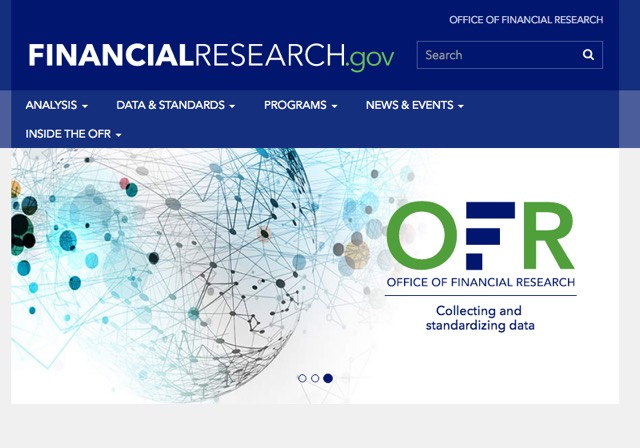 OFFICE OF FINANCIAL RESEARCH
FINANCIALRESEARCH.gov
Search
ANALYSIS DATA & STANDARDS PROGRAMS NEWS & EVENTS
INSIDE THE OFR
OFR
OFFICE OF FINANCIAL RESEARCH
Collecting and
standardizing data